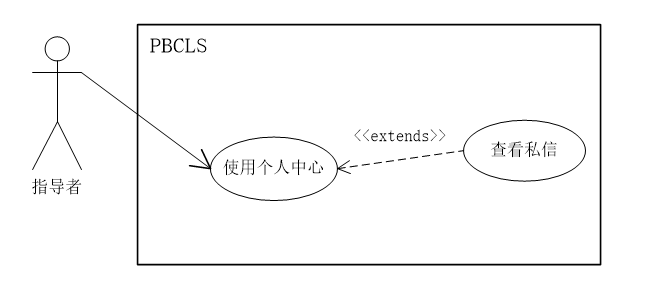 PBCLS
<<extends>>
查看私信
使用个人中心
指导者